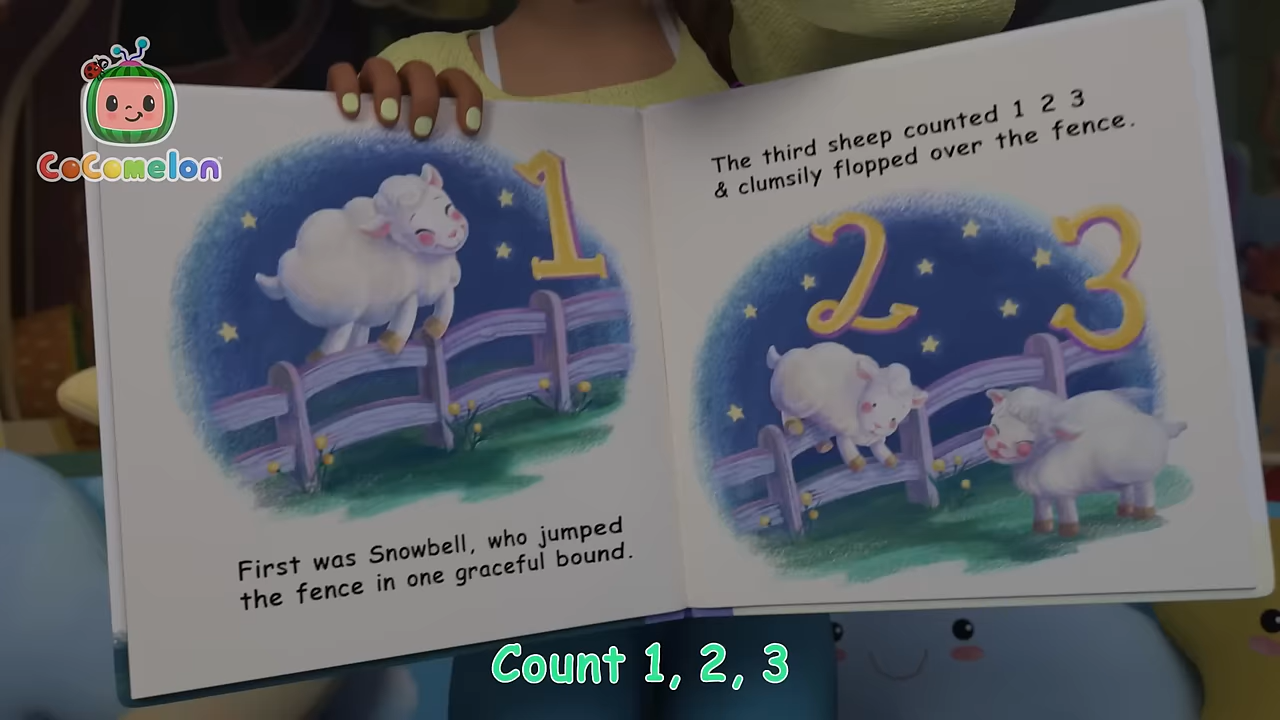 CoComelon
1
First was Snowbell, who jumped
the fence in one graceful bound.
The third sheep counted 1 2 3
& clumsily flopped over the fence.
2 3
Count 1, 2, 3